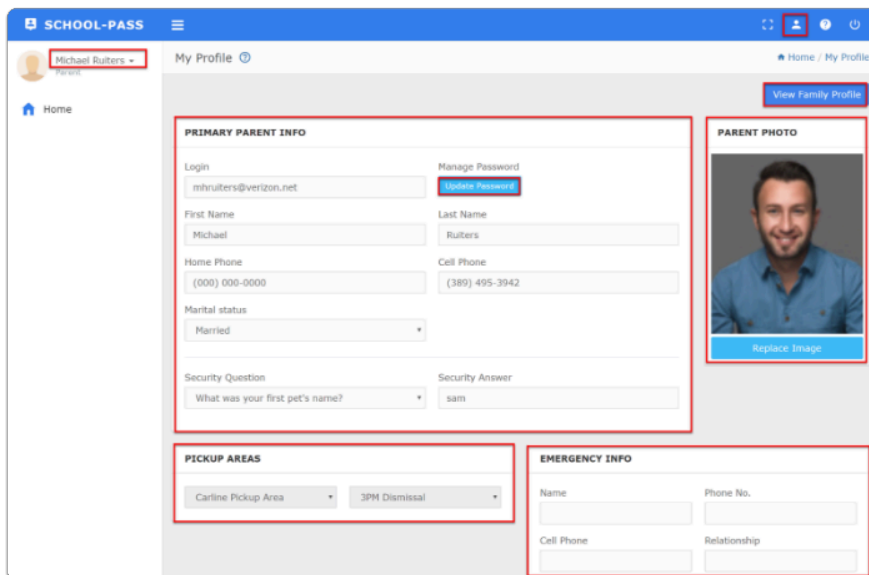 SCHOOL-PASS
Michael Ruiters
Parent
My Profile
Home / My Profile
Home
View Family Profile
PRIMARY PARENT INFO
PARENT PHOTO
Login
Manage Password
mhruiters@verizon.net
Update Password
First Name
Last Name
Michael
Ruiters
Home Phone
Cell Phone
(000) 000-0000
(389) 495-3942
Marital status
Married
Replace Image
Security Question
Security Answer
What was your first pet's name?
sam
PICKUP AREAS
EMERGENCY INFO
Carline Pickup Area
3PM Dismissal
Name
Phone No.
Cell Phone
Relationship